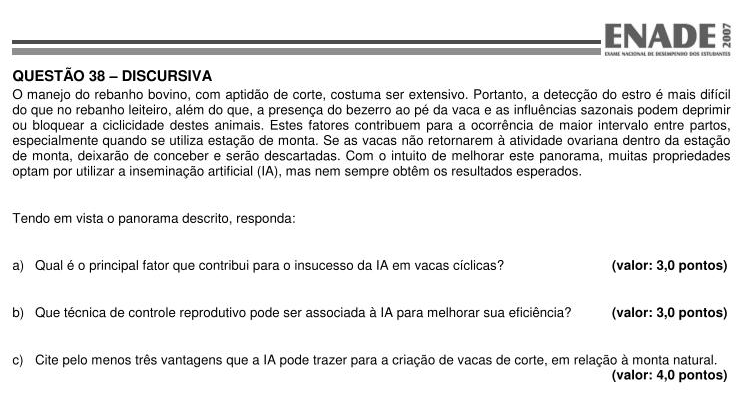 ENADE 2007
EXAME NACIONAL DE DESEMPENHO DOS ESTUDANTES
QUESTÃO 38 – DISCURSIVA
O manejo do rebanho bovino, com aptidão de corte, costuma ser extensivo. Portanto, a detecção do estro é mais difícil
do que no rebanho leiteiro, além do que, a presença do bezerro ao pé da vaca e as influências sazonais podem deprimir
ou bloquear a ciclicidade destes animais. Estes fatores contribuem para a ocorrência de maior intervalo entre partos,
especialmente quando se utiliza estação de monta. Se as vacas não retornarem à atividade ovariana dentro da estação
de monta, deixarão de conceber e serão descartadas. Com o intuito de melhorar este panorama, muitas propriedades
optam por utilizar a inseminação artificial (IA), mas nem sempre obtêm os resultados esperados.
Tendo em vista o panorama descrito, responda:
a) Qual é o principal fator que contribui para o insucesso da IA em vacas cíclicas? (valor: 3,0 pontos)
b) Que técnica de controle reprodutivo pode ser associada à IA para melhorar sua eficiência? (valor: 3,0 pontos)
c) Cite pelo menos três vantagens que a IA pode trazer para a criação de vacas de corte, em relação à monta natural.
(valor: 4,0 pontos)